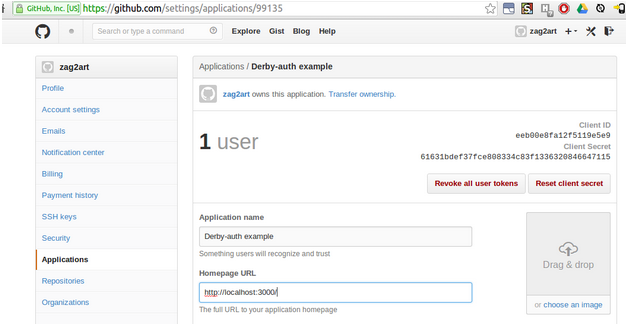 GitHub, Inc. [US] https://github.com/settings/applications/99135
Search or type a command Explore Gist Blog Help zag2art
zag2art
Profile
Account settings
Emails
Notification center
Billing
Payment history
SSH keys
Security
Applications
Repositories
Organizations
Applications / Derby-auth example
zag2art owns this application. Transfer ownership.
1 user
Client ID
eeb00e8fa12f5119e5e9
Client Secret
61631bdef37fce808334c83f1336320846647115
Revoke all user tokens Reset client secret
Application name
Derby-auth example
Something users will recognize and trust
Homepage URL
http://localhost:3000/
The full URL to your application homepage
Drag & drop
or choose an image